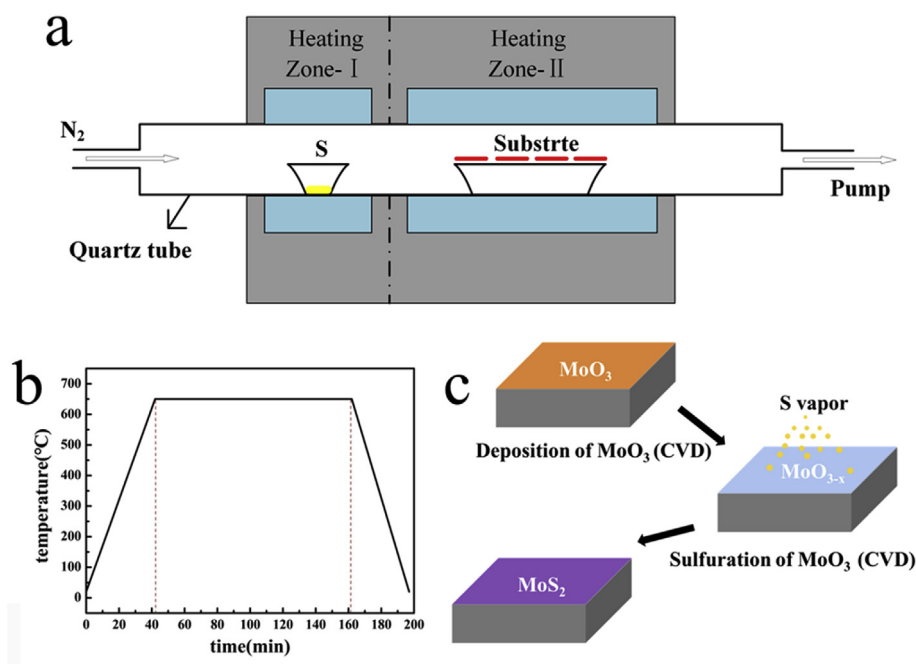 a
Heating
Zone- I
Heating
Zone- II
N₂
S
Substrte
Pump
Quartz tube
b
700
600
500
400
300
200
100
0
temperature(℃)
0 20 40 60 80 100 120 140 160 180 200
time(min)
c
MoO₃
Deposition of MoO₃ (CVD)
S vapor
MoO₃₋ₓ
Sulfuration of MoO₃ (CVD)
MoS₂